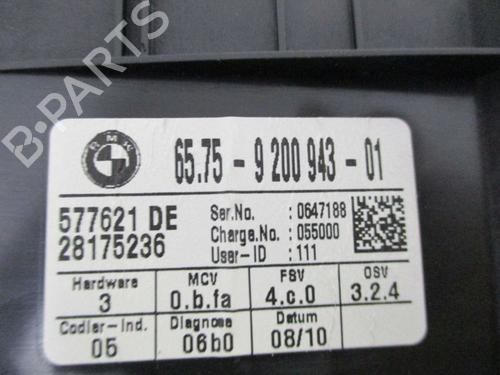 B-PARTS
BMW
65.75 - 9 200 943 - 01
577621 DE
28175236
Ser.No. : 0647188
Charge.No. : 055000
User-ID : 111
Hardware MCV FBV OSV
3 0.b.fa 4.c.0 3.2.4
Codier-Ind. Diagnose Datum
05 06b0 08/10